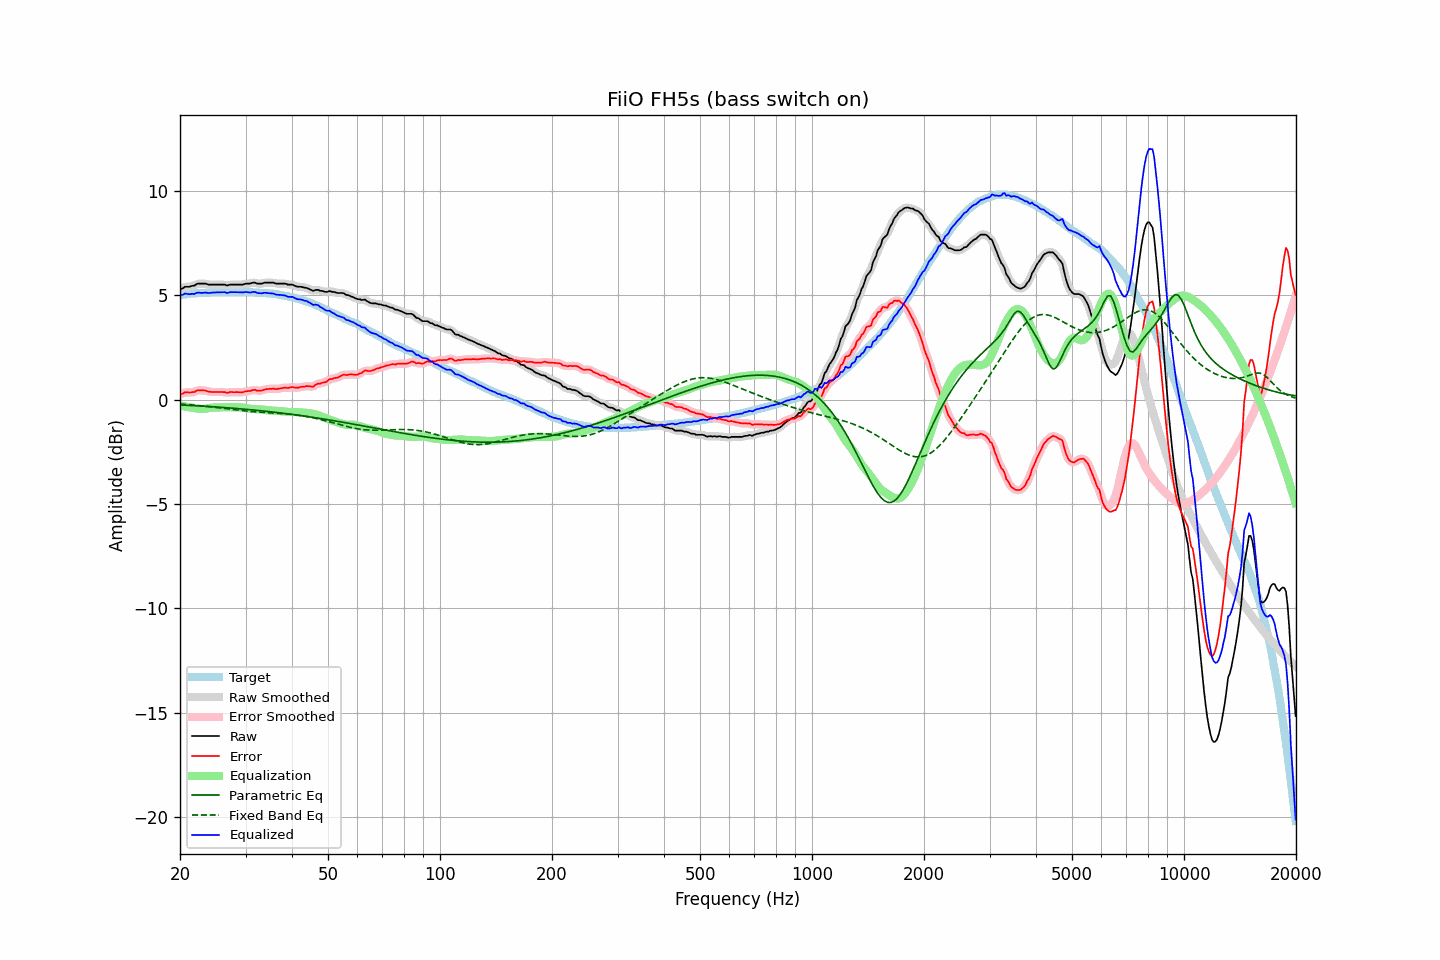 FiiO FH5s (bass switch on)
10
5
0
−5
−10
−15
−20
Amplitude (dBr)
Target
Raw Smoothed
Error Smoothed
Raw
Error
Equalization
Parametric Eq
Fixed Band Eq
Equalized
20 50 100 200 500 1000 2000 5000 10000 20000
Frequency (Hz)